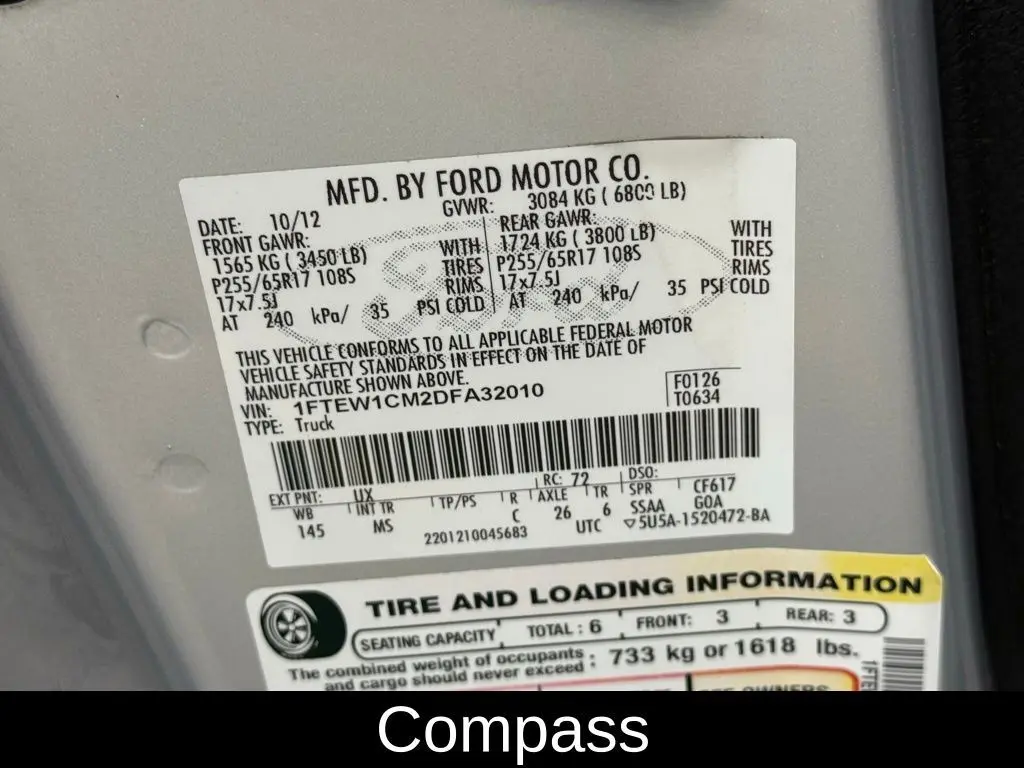 MFD. BY FORD MOTOR CO.
DATE: 10/12 GVWR: 3084 KG ( 6800 LB)
FRONT GAWR: REAR GAWR:
1565 KG ( 3450 LB) WITH 1724 KG ( 3800 LB) WITH
P255/65R17 108S TIRES P255/65R17 108S TIRES
17x7.5J RIMS 17x7.5J RIMS
AT 240 kPa/ 35 PSI COLD AT 240 kPa/ 35 PSI COLD
THIS VEHICLE CONFORMS TO ALL APPLICABLE FEDERAL MOTOR
VEHICLE SAFETY STANDARDS IN EFFECT ON THE DATE OF
MANUFACTURE SHOWN ABOVE.
VIN: 1FTEW1CM2DFA32010 F0126
TYPE: Truck T0634
EXT PNT: UX RC: 72 DSO:
WB INT TR TP/PS R AXLE TR SPR CF617
145 MS C 26 6 SSAA G0A
2201210045683 UTC ▽5U5A-1520472-BA
TIRE AND LOADING INFORMATION
SEATING CAPACITY TOTAL : 6 FRONT: 3 REAR: 3
The combined weight of occupants : 733 kg or 1618 lbs.
and cargo should never exceed
1FTE
Compass